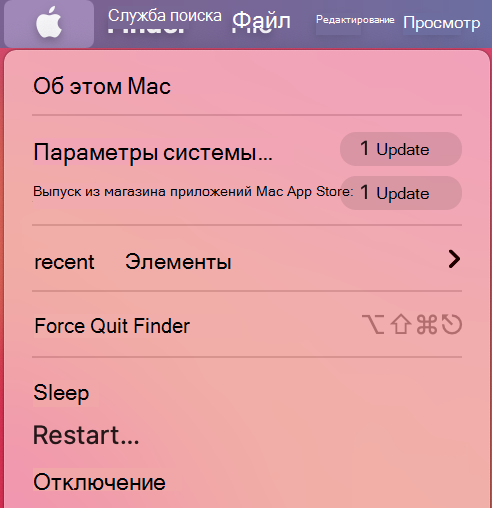 Служба поиска Файл Редактирование Просмотр
Об этом Mac
Параметры системы... 1 Update
Выпуск из магазина приложений Mac App Store: 1 Update
recent Элементы
Force Quit Finder ⌥⇧⌘⎋
Sleep
Restart...
Отключение